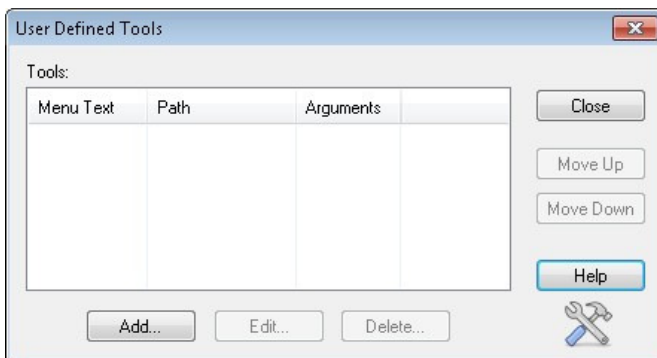 User Defined Tools
Tools:
Menu Text Path Arguments
Close
Move Up
Move Down
Help
Add... Edit... Delete...